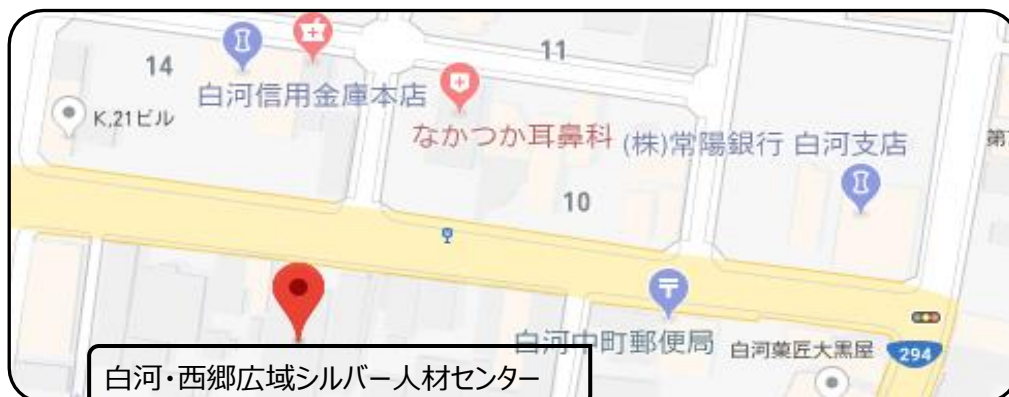 14
11
白河信用金庫本店
K,21ビル
なかつか耳鼻科
(株)常陽銀行 白河支店
第
10
白河中町郵便局
白河菓匠大黒屋
294
白河・西郷広域シルバー人材センター